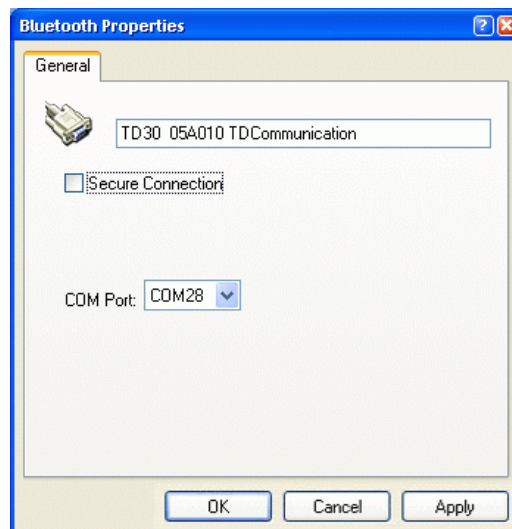 Bluetooth Properties
General
TD30 05A010 TDCommunication
Secure Connection
COM Port: COM28
OK Cancel Apply